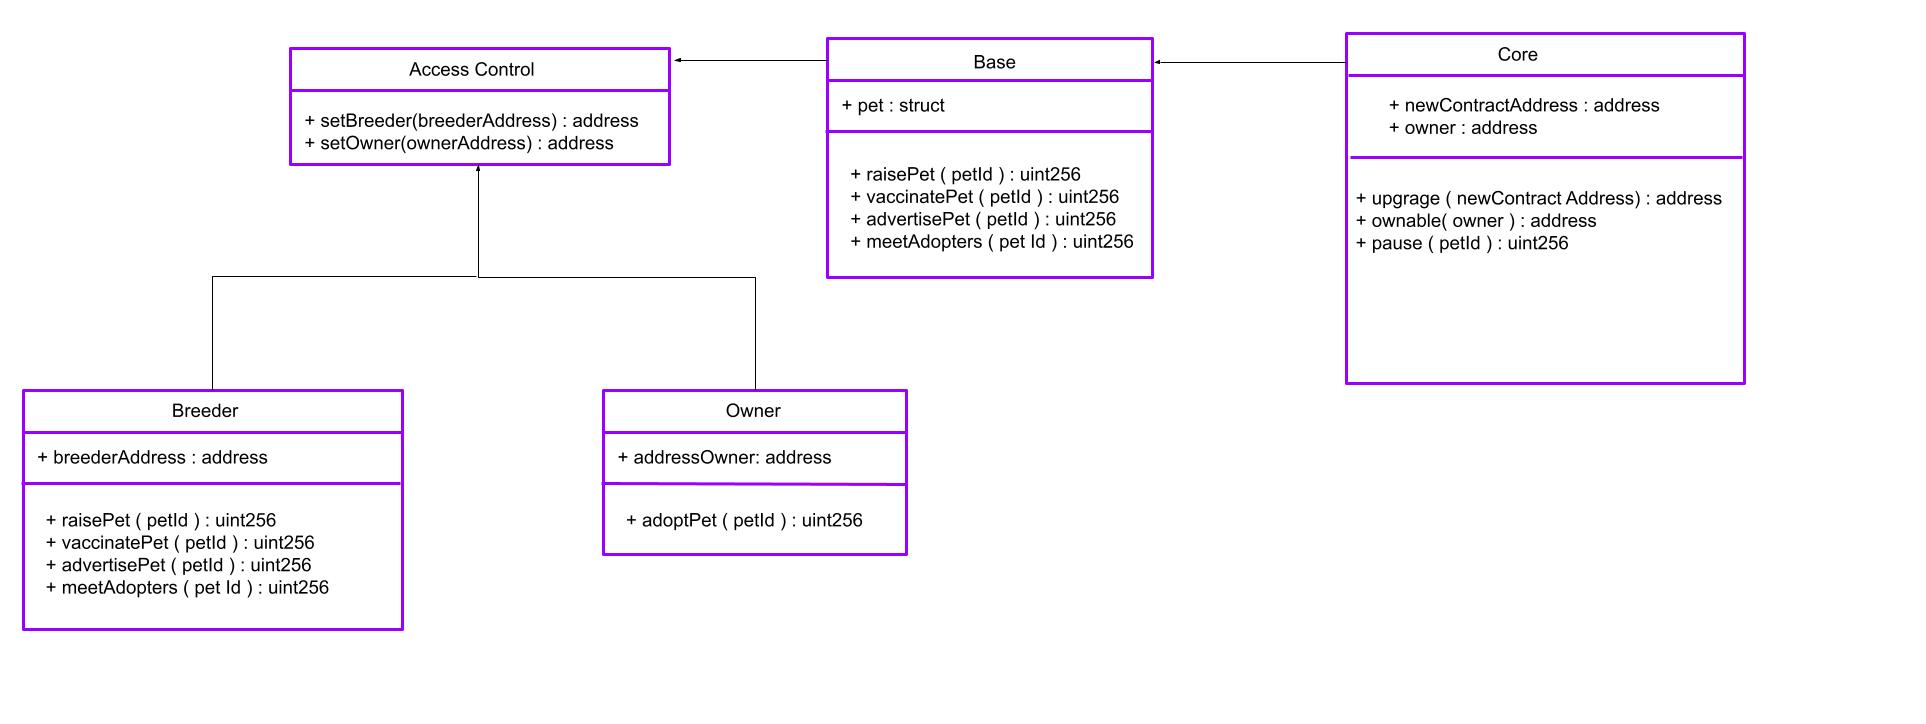 Access Control
+ setBreeder(breederAddress) : address
+ setOwner(ownerAddress) : address
Base
+ pet : struct
+ raisePet ( petId ) : uint256
+ vaccinatePet ( petId ) : uint256
+ advertisePet ( petId ) : uint256
+ meetAdopters ( pet Id ) : uint256
Core
+ newContractAddress : address
+ owner : address
+ upgrage ( newContract Address) : address
+ ownable( owner ) : address
+ pause ( petId ) : uint256
Breeder
+ breederAddress : address
+ raisePet ( petId ) : uint256
+ vaccinatePet ( petId ) : uint256
+ advertisePet ( petId ) : uint256
+ meetAdopters ( pet Id ) : uint256
Owner
+ addressOwner: address
+ adoptPet ( petId ) : uint256